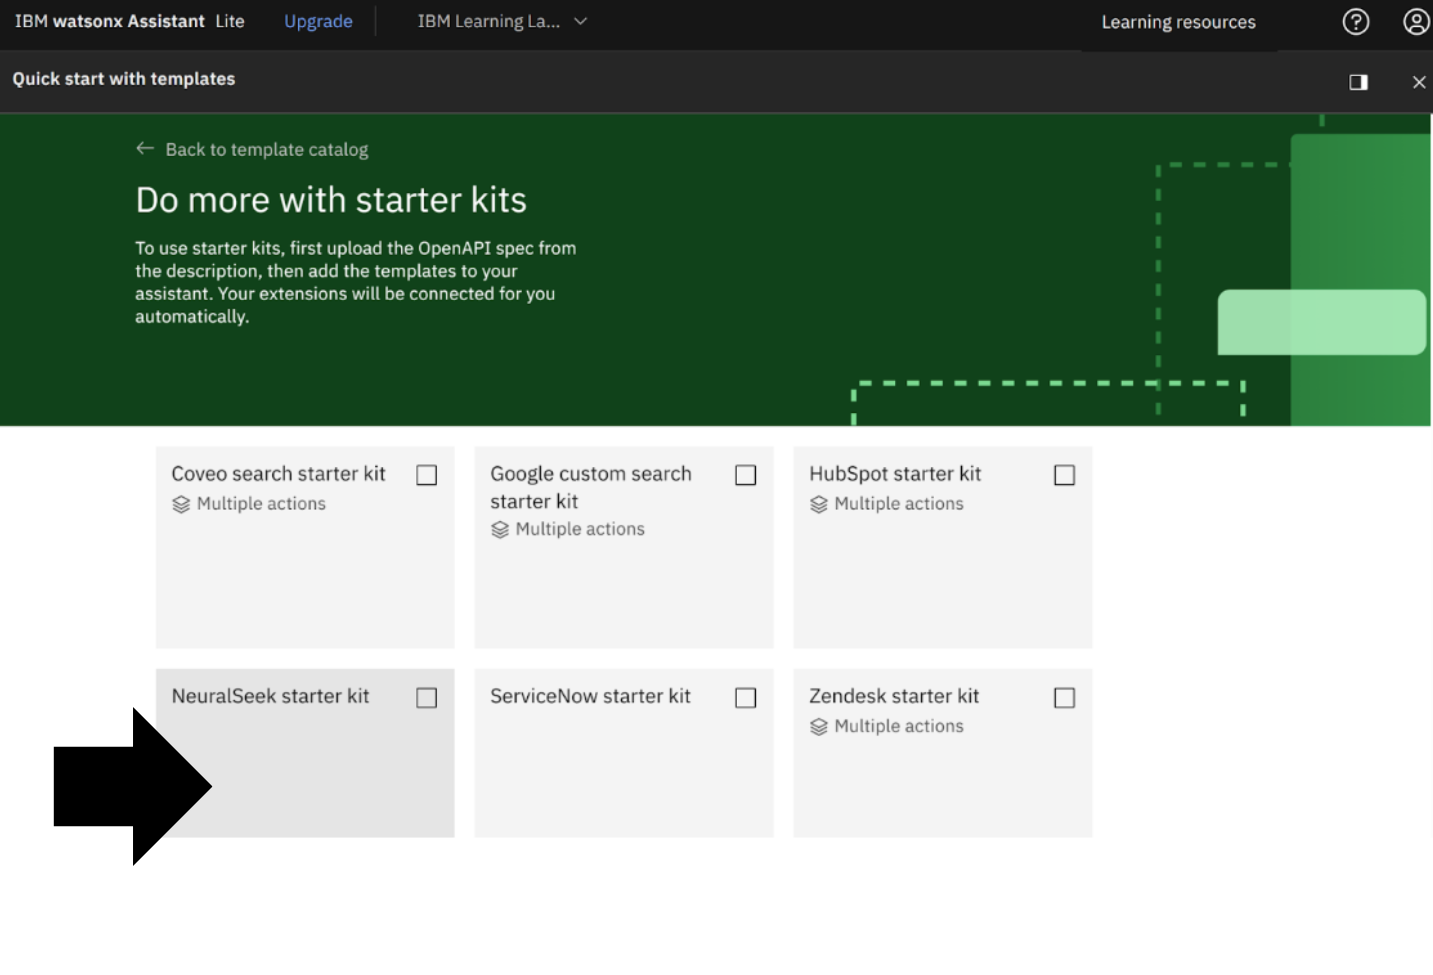 IBM watsonx Assistant Lite Upgrade IBM Learning La... Learning resources
Quick start with templates
Back to template catalog
Do more with starter kits
To use starter kits, first upload the OpenAPI spec from
the description, then add the templates to your
assistant. Your extensions will be connected for you
automatically.
Coveo search starter kit
Multiple actions
Google custom search
starter kit
Multiple actions
HubSpot starter kit
Multiple actions
NeuralSeek starter kit
ServiceNow starter kit
Zendesk starter kit
Multiple actions